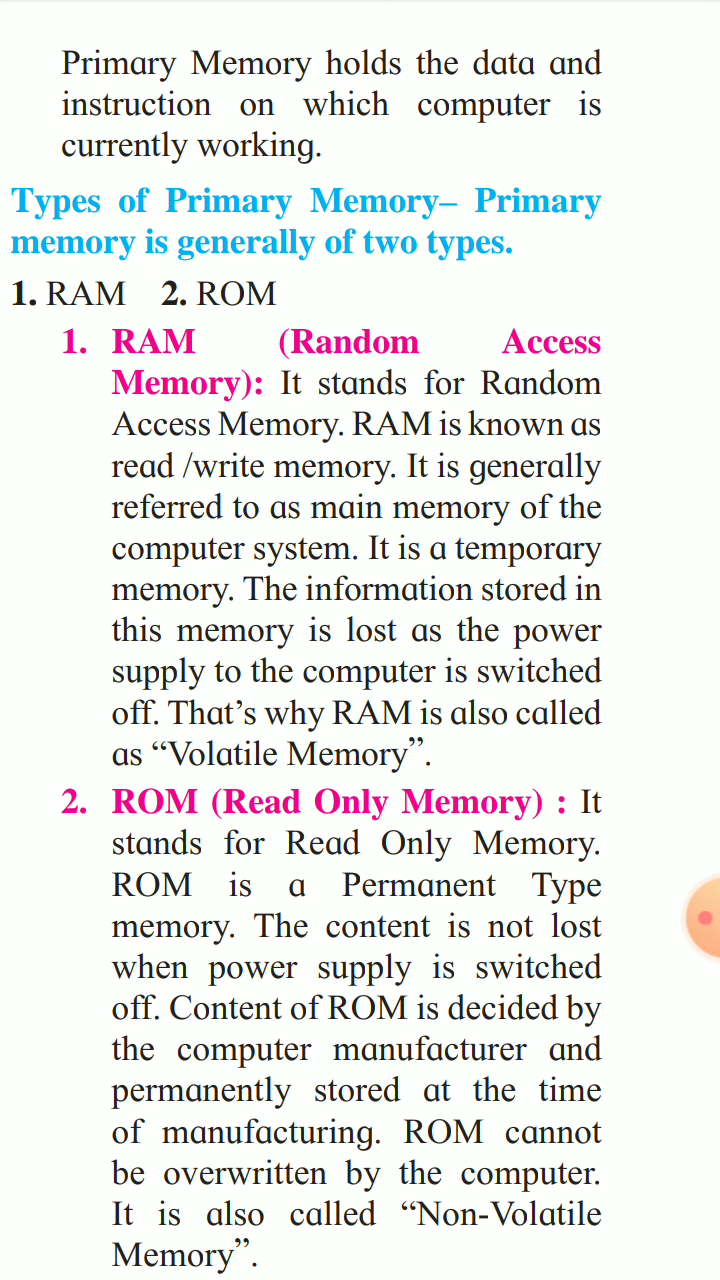 Primary Memory holds the data and
instruction on which computer is
currently working.
Types of Primary Memory– Primary
memory is generally of two types.
1. RAM 2. ROM
1. RAM (Random Access
Memory): It stands for Random
Access Memory. RAM is known as
read /write memory. It is generally
referred to as main memory of the
computer system. It is a temporary
memory. The information stored in
this memory is lost as the power
supply to the computer is switched
off. That’s why RAM is also called
as “Volatile Memory”.
2. ROM (Read Only Memory) : It
stands for Read Only Memory.
ROM is a Permanent Type
memory. The content is not lost
when power supply is switched
off. Content of ROM is decided by
the computer manufacturer and
permanently stored at the time
of manufacturing. ROM cannot
be overwritten by the computer.
It is also called “Non-Volatile
Memory”.